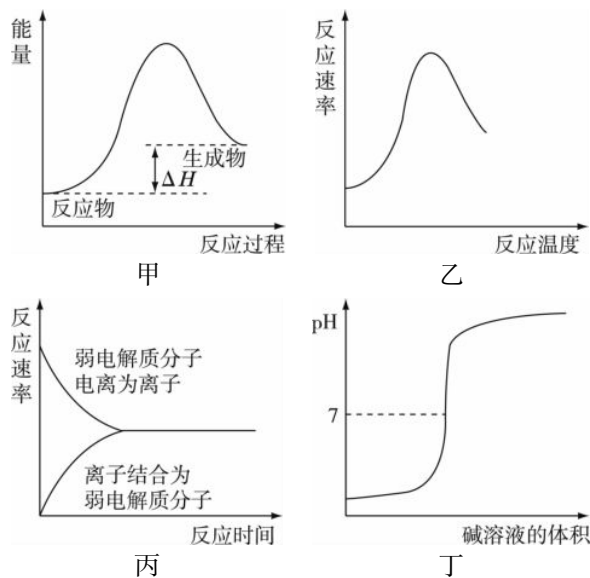 能量
生成物
ΔH
反应物
反应过程
甲
反应速率
反应温度
乙
反应速率
弱电解质分子
电离为离子
离子结合为
弱电解质分子
反应时间
丙
pH
7
碱溶液的体积
丁